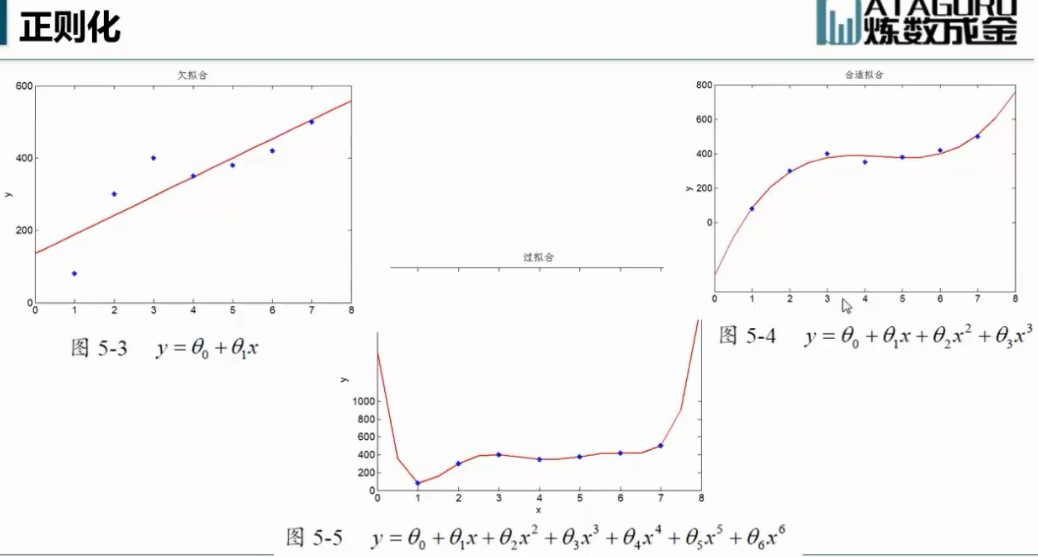 正则化
ATAGURU
炼数成金
欠拟合
600
400
200
0
y
0 1 2 3 4 5 6 7 8
图 5-3 y = θ₀ + θ₁x
合适拟合
800
600
400
200
0
y
0 1 2 3 4 5 6 7 8
图 5-4 y = θ₀ + θ₁x + θ₂x² + θ₃x³
过拟合
y
1000
800
600
400
200
0
0 1 2 3 4 5 6 7 8
x
图 5-5 y = θ₀ + θ₁x + θ₂x² + θ₃x³ + θ₄x⁴ + θ₅x⁵ + θ₆x⁶